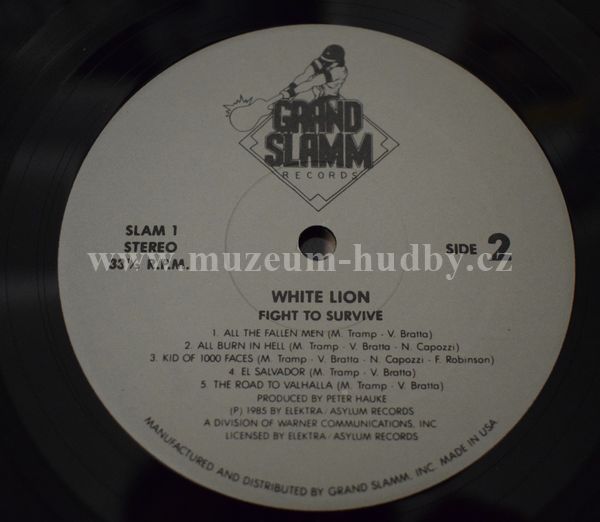 GRAND
SLAMM
RECORDS
SLAM 1
STEREO
33⅓ R.P.M.
SIDE 2
www.muzeum-hudby.cz
WHITE LION
FIGHT TO SURVIVE
1. ALL THE FALLEN MEN (M. Tramp - V. Bratta)
2. ALL BURN IN HELL (M. Tramp - V. Bratta - N. Capozzi)
3. KID OF 1000 FACES (M. Tramp - V. Bratta - N. Capozzi - F. Robinson)
4. EL SALVADOR (M. Tramp - V. Bratta)
5. THE ROAD TO VALHALLA (M. Tramp - V. Bratta)
PRODUCED BY PETER HAUKE
(P) 1985 BY ELEKTRA/ASYLUM RECORDS
A DIVISION OF WARNER COMMUNICATIONS, INC
LICENSED BY ELEKTRA/ASYLUM RECORDS
MANUFACTURED AND DISTRIBUTED BY GRAND SLAMM, INC. MADE IN USA